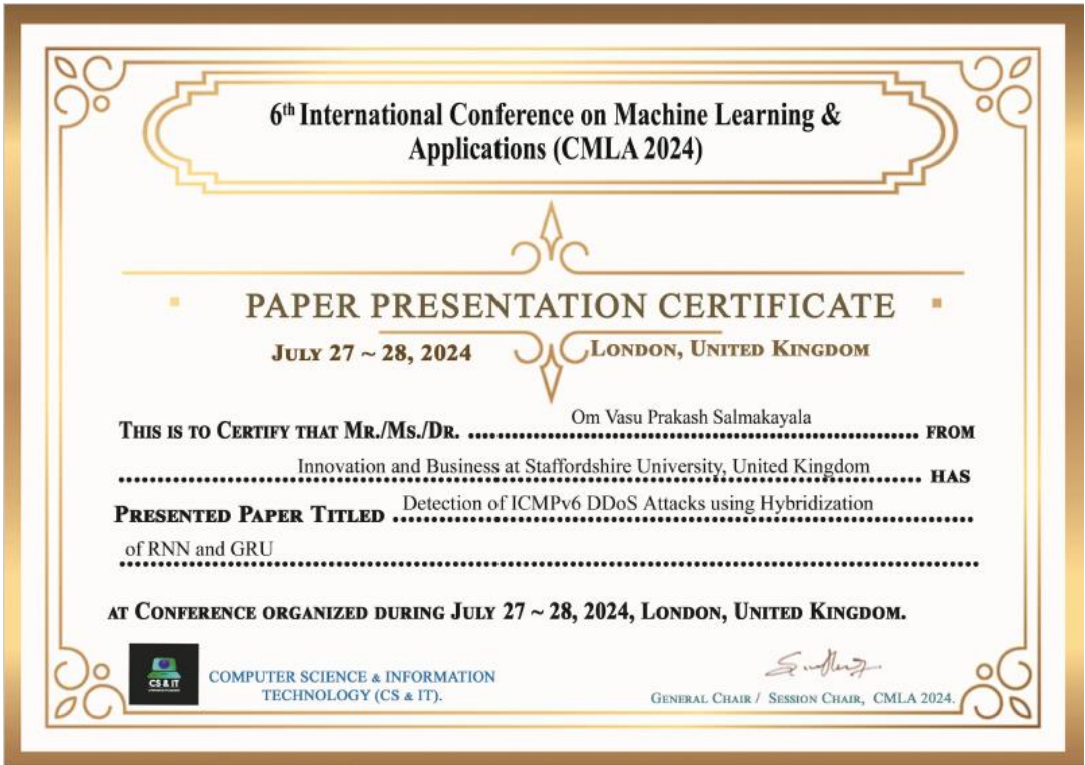 6th International Conference on Machine Learning &
Applications (CMLA 2024)
PAPER PRESENTATION CERTIFICATE
JULY 27 ~ 28, 2024 LONDON, UNITED KINGDOM
THIS IS TO CERTIFY THAT MR./MS./DR. Om Vasu Prakash Salmakayala FROM
Innovation and Business at Staffordshire University, United Kingdom HAS
PRESENTED PAPER TITLED Detection of ICMPv6 DDoS Attacks using Hybridization
of RNN and GRU
AT CONFERENCE ORGANIZED DURING JULY 27 ~ 28, 2024, LONDON, UNITED KINGDOM.
CS & IT
COMPUTER SCIENCE & INFORMATION
TECHNOLOGY (CS & IT).
GENERAL CHAIR / SESSION CHAIR, CMLA 2024.